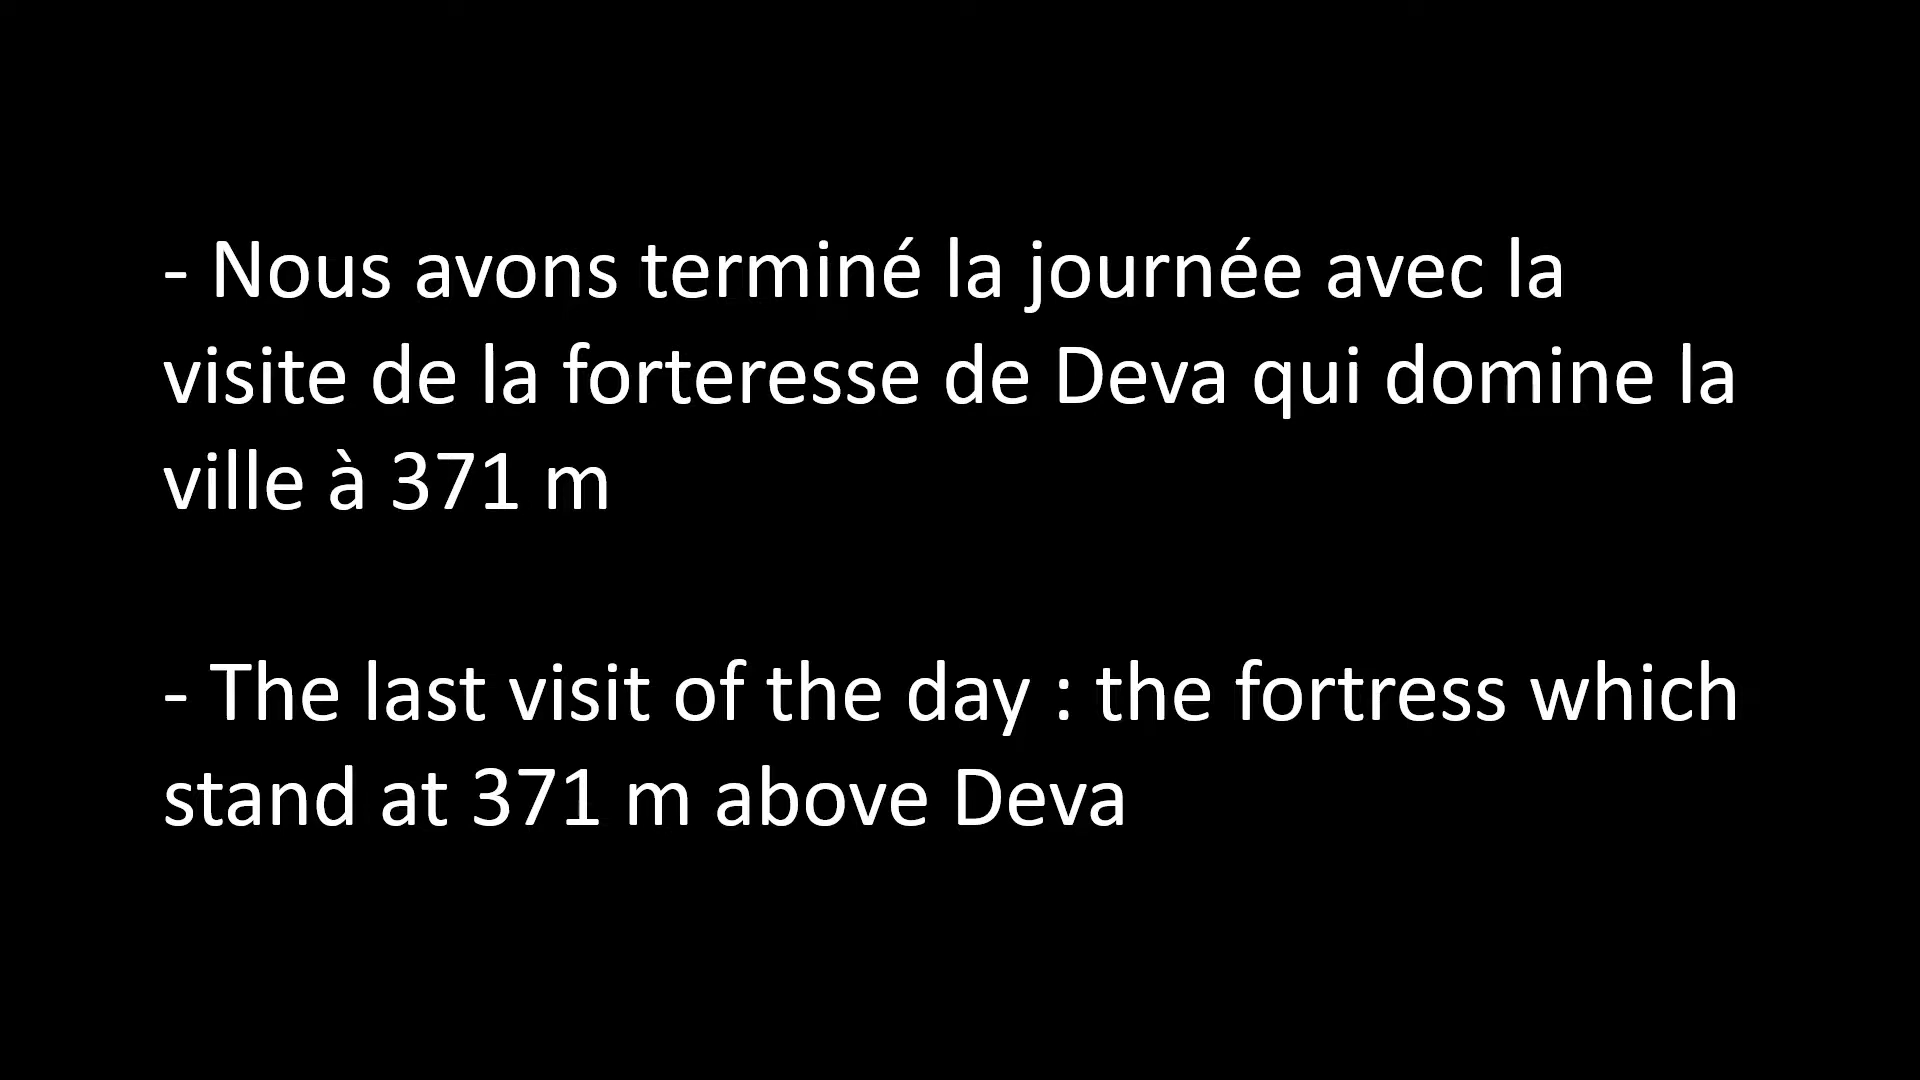 - Nous avons terminé la journée avec la
visite de la forteresse de Deva qui domine la
ville à 371 m
- The last visit of the day : the fortress which
stand at 371 m above Deva